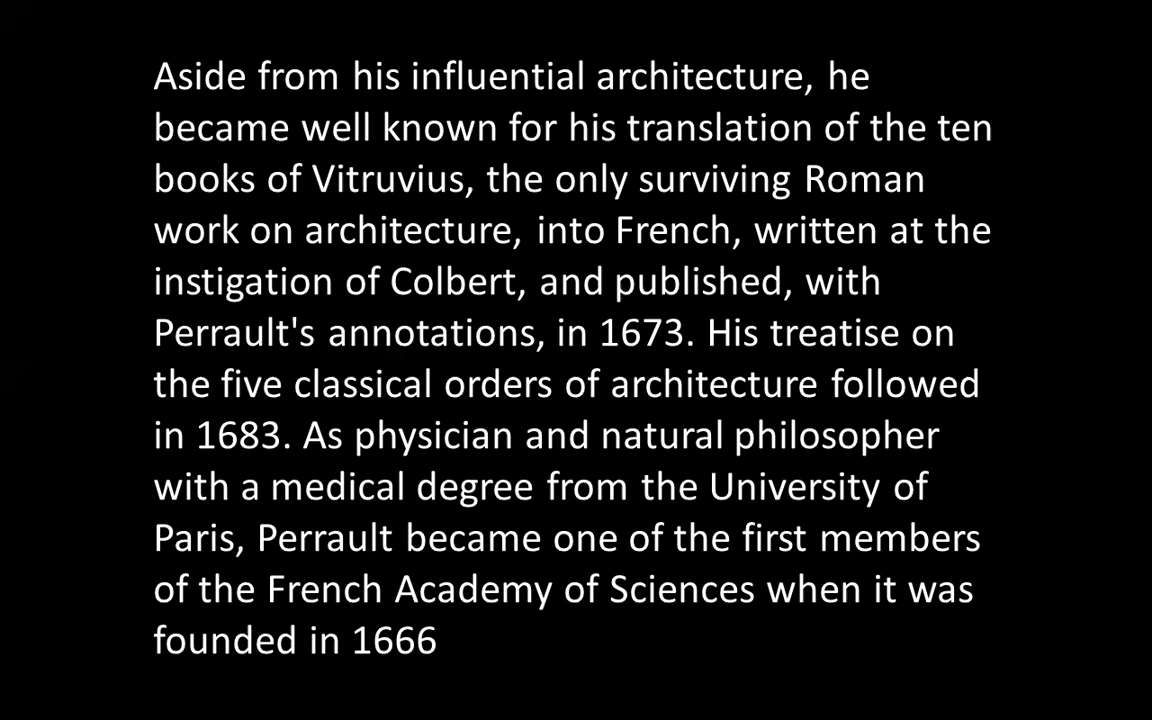 Aside from his influential architecture, he
became well known for his translation of the ten
books of Vitruvius, the only surviving Roman
work on architecture, into French, written at the
instigation of Colbert, and published, with
Perrault's annotations, in 1673. His treatise on
the five classical orders of architecture followed
in 1683. As physician and natural philosopher
with a medical degree from the University of
Paris, Perrault became one of the first members
of the French Academy of Sciences when it was
founded in 1666